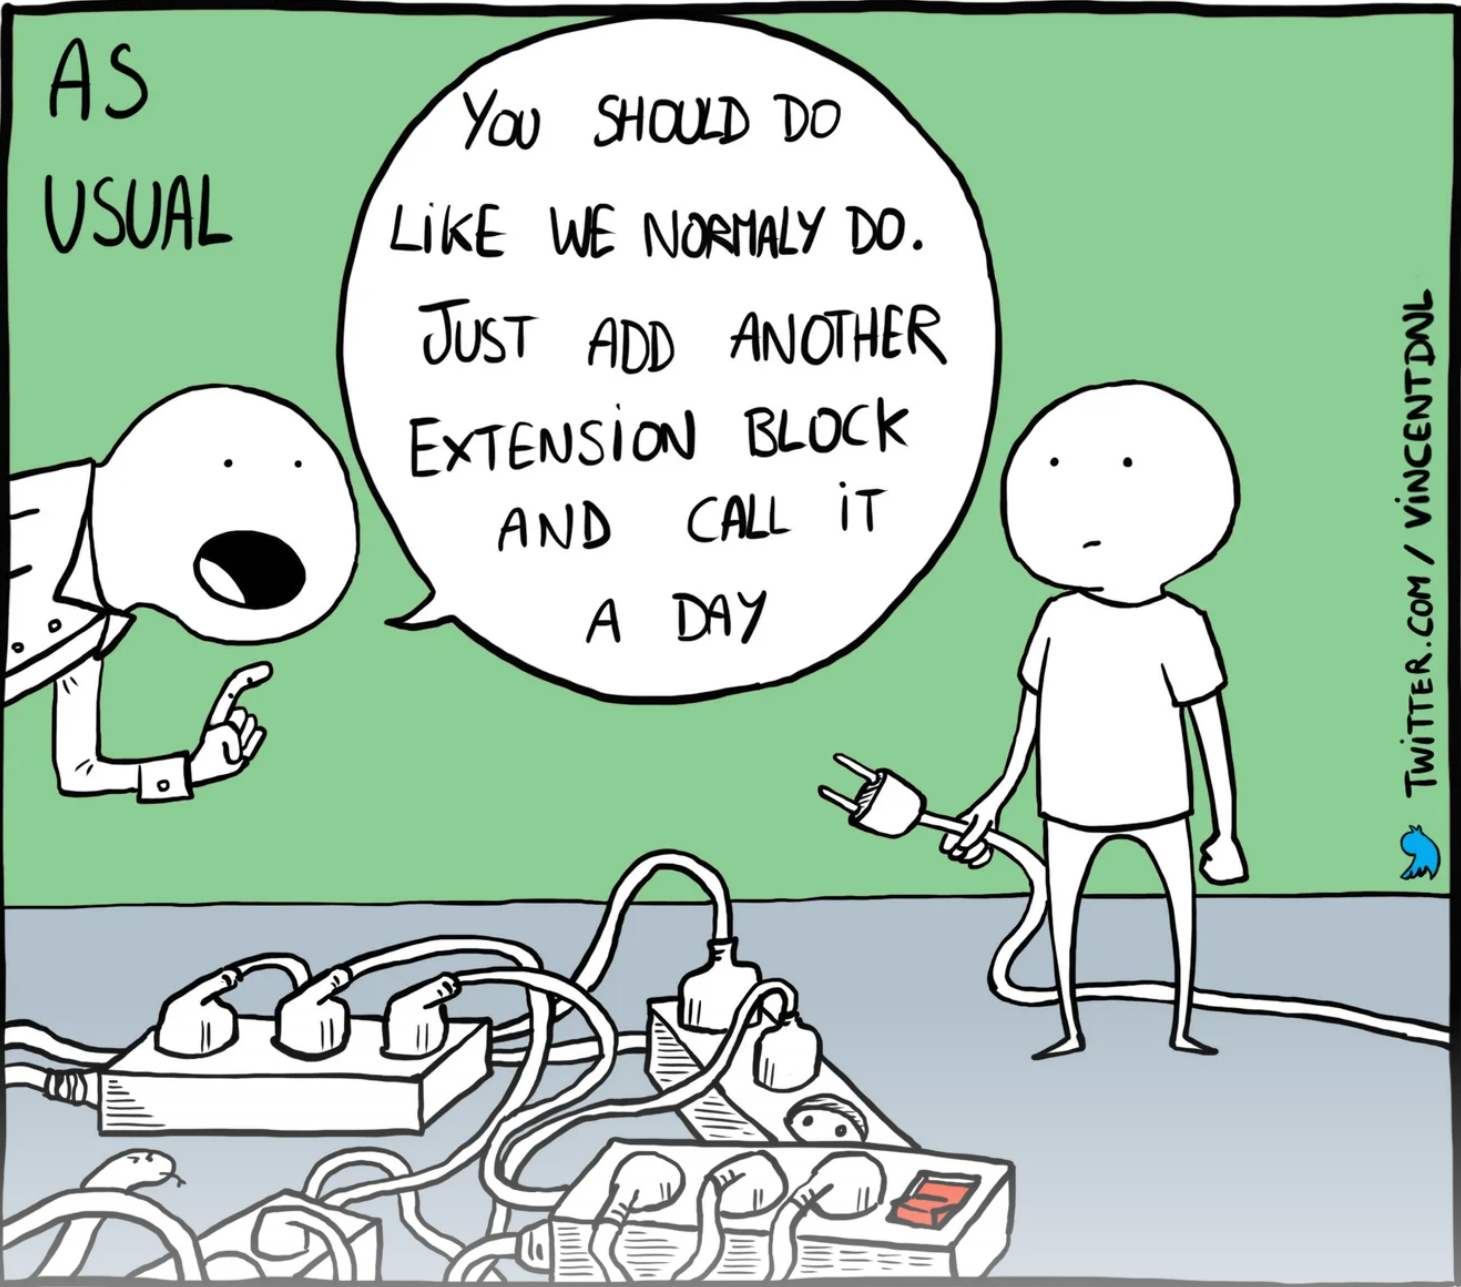 AS
USUAL
YOU SHOULD DO
LiKE WE NORMALY DO.
JUST ADD ANOTHER
EXTENSiON BLOCK
AND CALL iT
A DAY
TWiTTER.COM / ViNCENTDNL